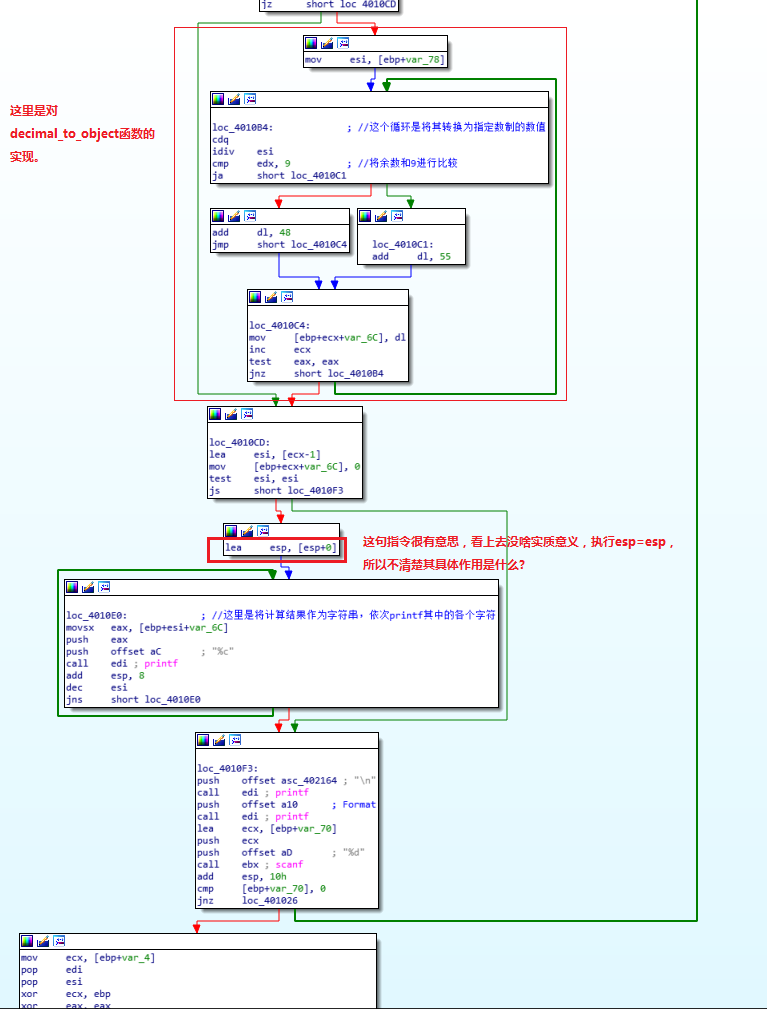 jz short loc_4010CD
mov esi, [ebp+var_78]
这里是对
decimal_to_object函数的
实现。
loc_4010B4: ; //这个循环是将其转换为指定数制的数值
cdq
idiv esi
cmp edx, 9 ; //将余数和9进行比较
ja short loc_4010C1
add dl, 48
jmp short loc_4010C4
loc_4010C1:
add dl, 55
loc_4010C4:
mov [ebp+ecx+var_6C], dl
inc ecx
test eax, eax
jnz short loc_4010B4
loc_4010CD:
lea esi, [ecx-1]
mov [ebp+ecx+var_6C], 0
test esi, esi
js short loc_4010F3
lea esp, [esp+0]
这句指令很有意思，看上去没啥实质意义，执行esp=esp，
所以不清楚其具体作用是什么?
loc_4010E0: ; //这里是将计算结果作为字符串，依次printf其中的各个字符
movsx eax, [ebp+esi+var_6C]
push eax
push offset aC ; "%c"
call edi ; printf
add esp, 8
dec esi
jns short loc_4010E0
loc_4010F3:
push offset asc_402164 ; "\n"
call edi ; printf
push offset a10 ; Format
call edi ; printf
lea ecx, [ebp+var_70]
push ecx
push offset aD ; "%d"
call ebx ; scanf
add esp, 10h
cmp [ebp+var_70], 0
jnz loc_401026
mov ecx, [ebp+var_4]
pop edi
pop esi
xor ecx, ebp
xor eax, eax